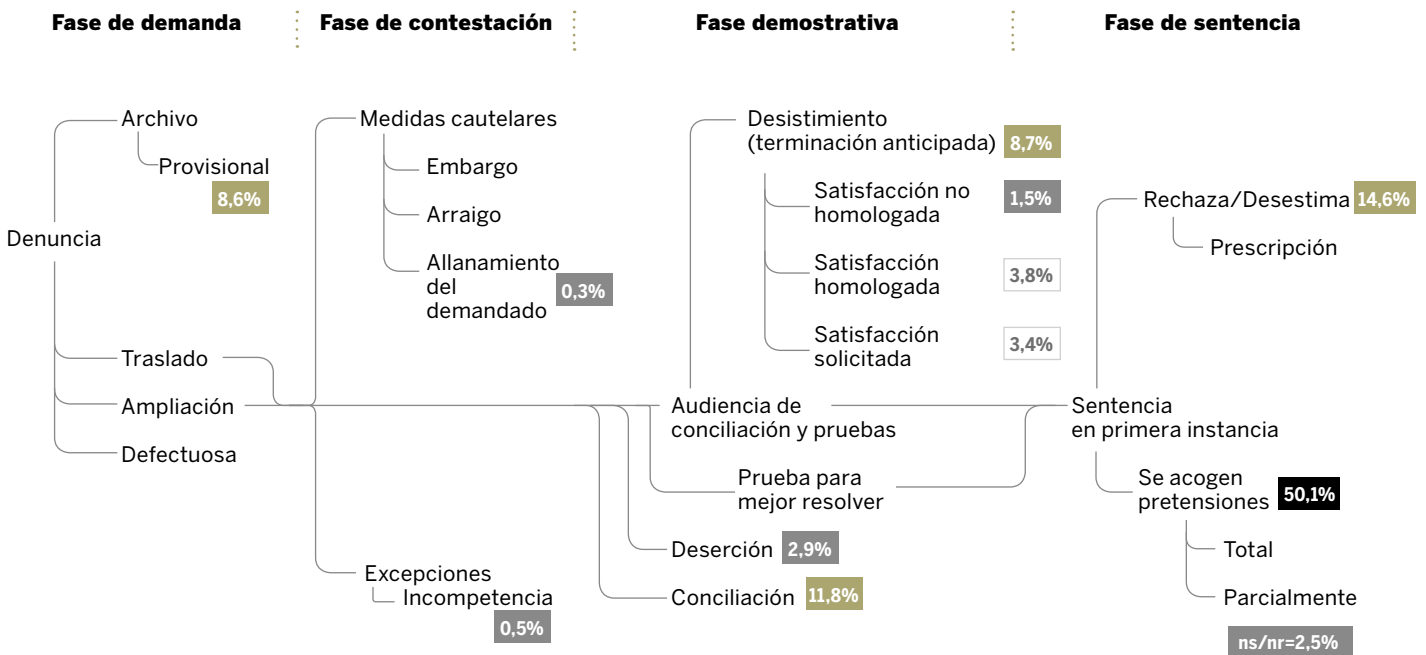 Fase de demanda
Fase de contestación
Fase demostrativa
Fase de sentencia
Denuncia
Archivo
Provisional
8,6%
Traslado
Ampliación
Defectuosa
Medidas cautelares
Embargo
Arraigo
Allanamiento
del
demandado
0,3%
Excepciones
Incompetencia
0,5%
Desistimiento
(terminación anticipada)
8,7%
Satisfacción no
homologada
1,5%
Satisfacción
homologada
3,8%
Satisfacción
solicitada
3,4%
Audiencia de
conciliación y pruebas
Prueba para
mejor resolver
Deserción
2,9%
Conciliación
11,8%
Rechaza/Desestima
14,6%
Prescripción
Sentencia
en primera instancia
Se acogen
pretensiones
50,1%
Total
Parcialmente
ns/nr=2,5%